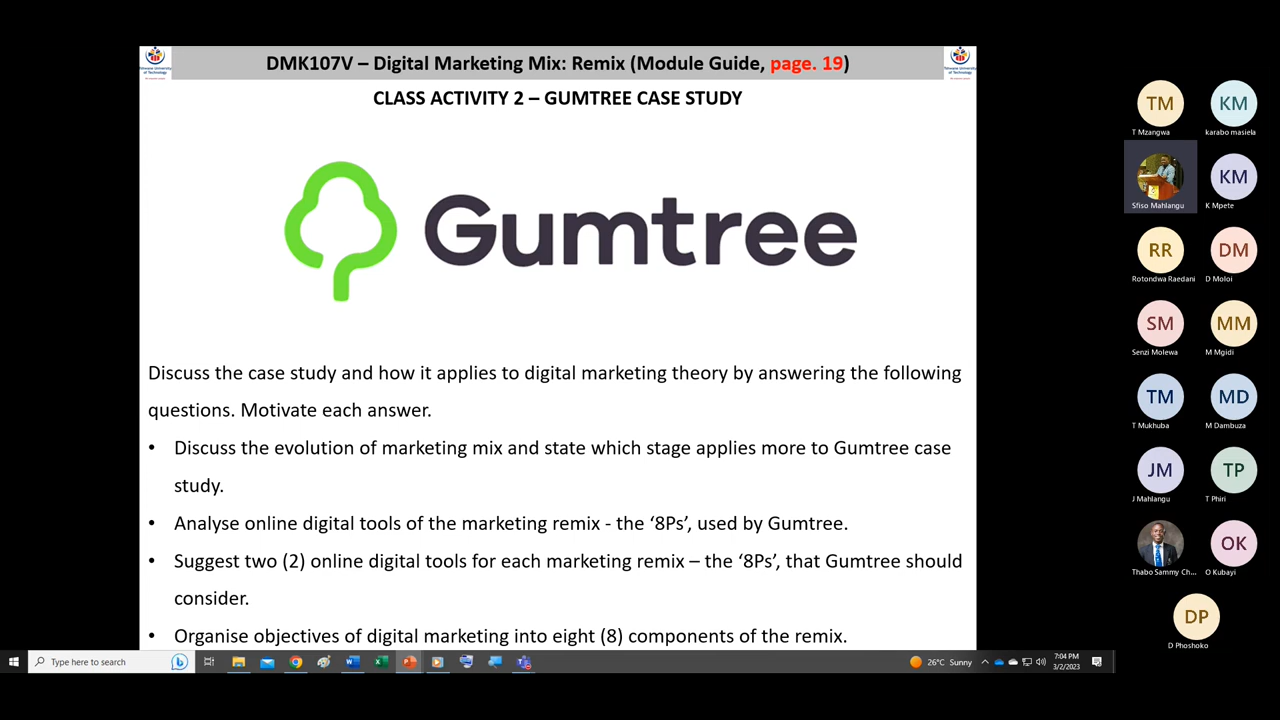 DMK107V – Digital Marketing Mix: Remix (Module Guide, page. 19)
CLASS ACTIVITY 2 – GUMTREE CASE STUDY
Gumtree
Discuss the case study and how it applies to digital marketing theory by answering the following
questions. Motivate each answer.
• Discuss the evolution of marketing mix and state which stage applies more to Gumtree case
study.
• Analyse online digital tools of the marketing remix - the ‘8Ps’, used by Gumtree.
• Suggest two (2) online digital tools for each marketing remix – the ‘8Ps’, that Gumtree should
consider.
• Organise objectives of digital marketing into eight (8) components of the remix.
Type here to search
26°C Sunny
7:04 PM
3/2/2023
TM
T Mzangwa
KM
karabo masiela
Sfiso Mahlangu
KM
K Mpete
RR
Rotondwa Raedani
DM
D Moloi
SM
Senzi Molewa
MM
M Mgidi
TM
T Mukhuba
MD
M Dambuza
JM
J Mahlangu
TP
T Phiri
Thabo Sammy Ch...
OK
O Kubayi
DP
D Phoshoko